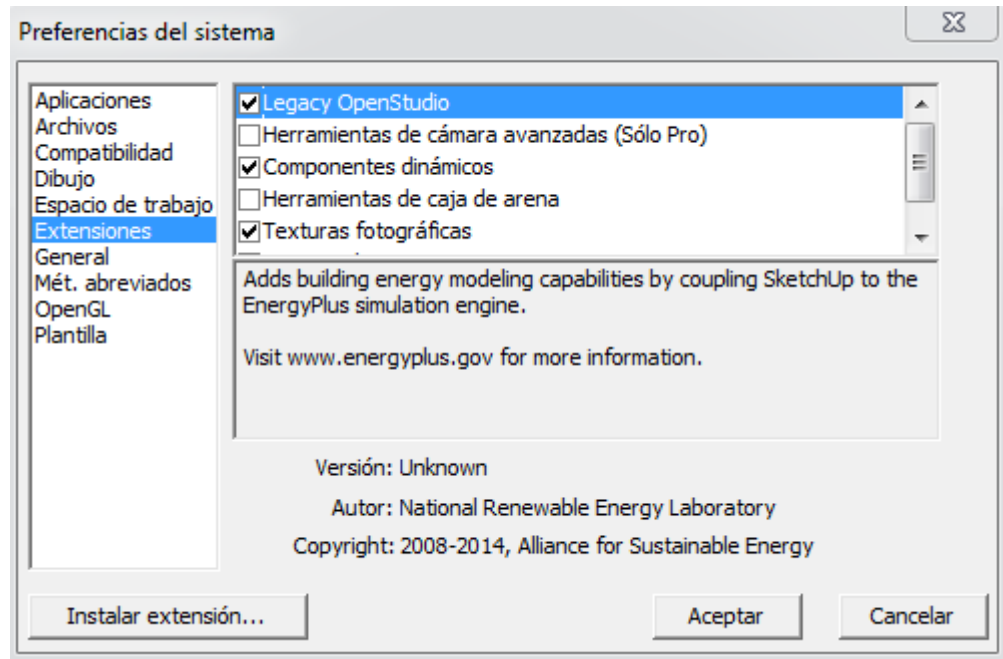 Preferencias del sistema
Aplicaciones
Archivos
Compatibilidad
Dibujo
Espacio de trabajo
Extensiones
General
Mét. abreviados
OpenGL
Plantilla
Legacy OpenStudio
Herramientas de cámara avanzadas (Sólo Pro)
Componentes dinámicos
Herramientas de caja de arena
Texturas fotográficas
Adds building energy modeling capabilities by coupling SketchUp to the
EnergyPlus simulation engine.
Visit www.energyplus.gov for more information.
Versión: Unknown
Autor: National Renewable Energy Laboratory
Copyright: 2008-2014, Alliance for Sustainable Energy
Instalar extensión...
Aceptar
Cancelar